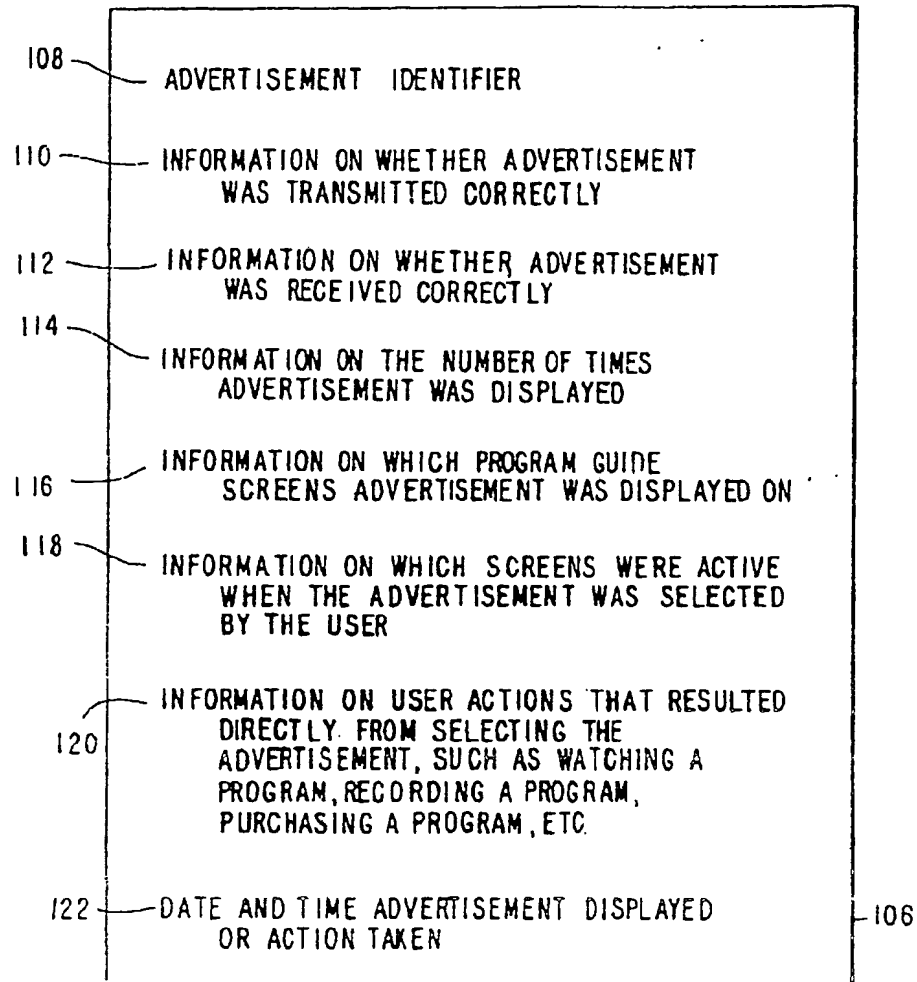 108 ADVERTISEMENT IDENTIFIER
110 INFORMATION ON WHETHER ADVERTISEMENT
WAS TRANSMITTED CORRECTLY
112 INFORMATION ON WHETHER ADVERTISEMENT
WAS RECEIVED CORRECTLY
114
INFORMATION ON THE NUMBER OF TIMES
ADVERTISEMENT WAS DISPLAYED
INFORMATION ON WHICH PROGRAM GUIDE
116 SCREENS ADVERTISEMENT WAS DISPLAYED ON
118
INFORMATION ON WHICH SCREENS WERE ACTIVE
WHEN THE ADVERTISEMENT WAS SELECTED
BY THE USER
INFORMATION ON USER ACTIONS THAT RESULTED
120 DIRECTLY FROM SELECTING THE
ADVERTISEMENT, SUCH AS WATCHING A
PROGRAM, RECORDING A PROGRAM,
PURCHASING A PROGRAM, ETC.
122 DATE AND TIME ADVERTISEMENT DISPLAYED 106
OR ACTION TAKEN